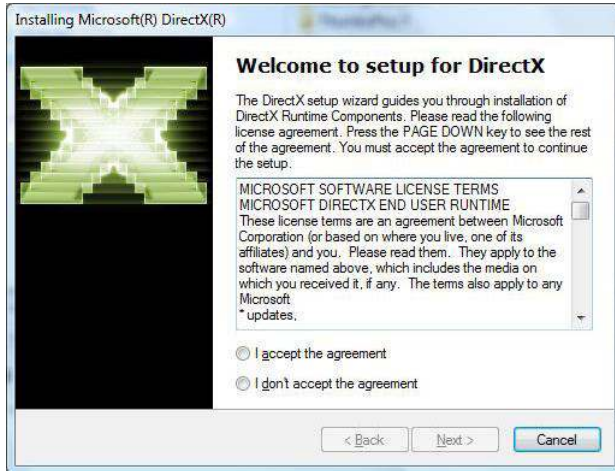 Installing Microsoft(R) DirectX(R)
Welcome to setup for DirectX
The DirectX setup wizard guides you through installation of
DirectX Runtime Components. Please read the following
license agreement. Press the PAGE DOWN key to see the rest
of the agreement. You must accept the agreement to continue
the setup.
MICROSOFT SOFTWARE LICENSE TERMS
MICROSOFT DIRECTX END USER RUNTIME
These license terms are an agreement between Microsoft
Corporation (or based on where you live, one of its
affiliates) and you. Please read them. They apply to the
software named above, which includes the media on
which you received it, if any. The terms also apply to any
Microsoft
* updates,
I accept the agreement
I don't accept the agreement
< Back Next > Cancel